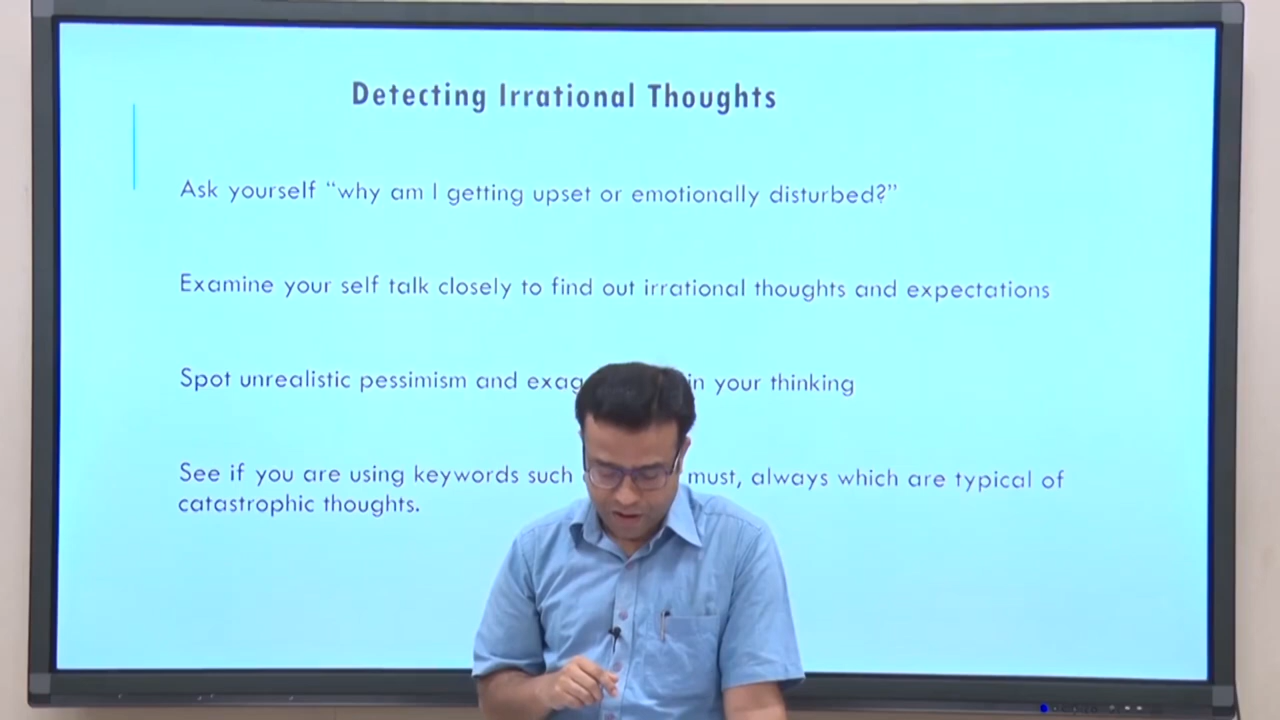 Detecting Irrational Thoughts
Ask yourself “why am I getting upset or emotionally disturbed?”
Examine your self talk closely to find out irrational thoughts and expectations
Spot unrealistic pessimism and in your thinking
See if you are using keywords such must, always which are typical of
catastrophic thoughts.